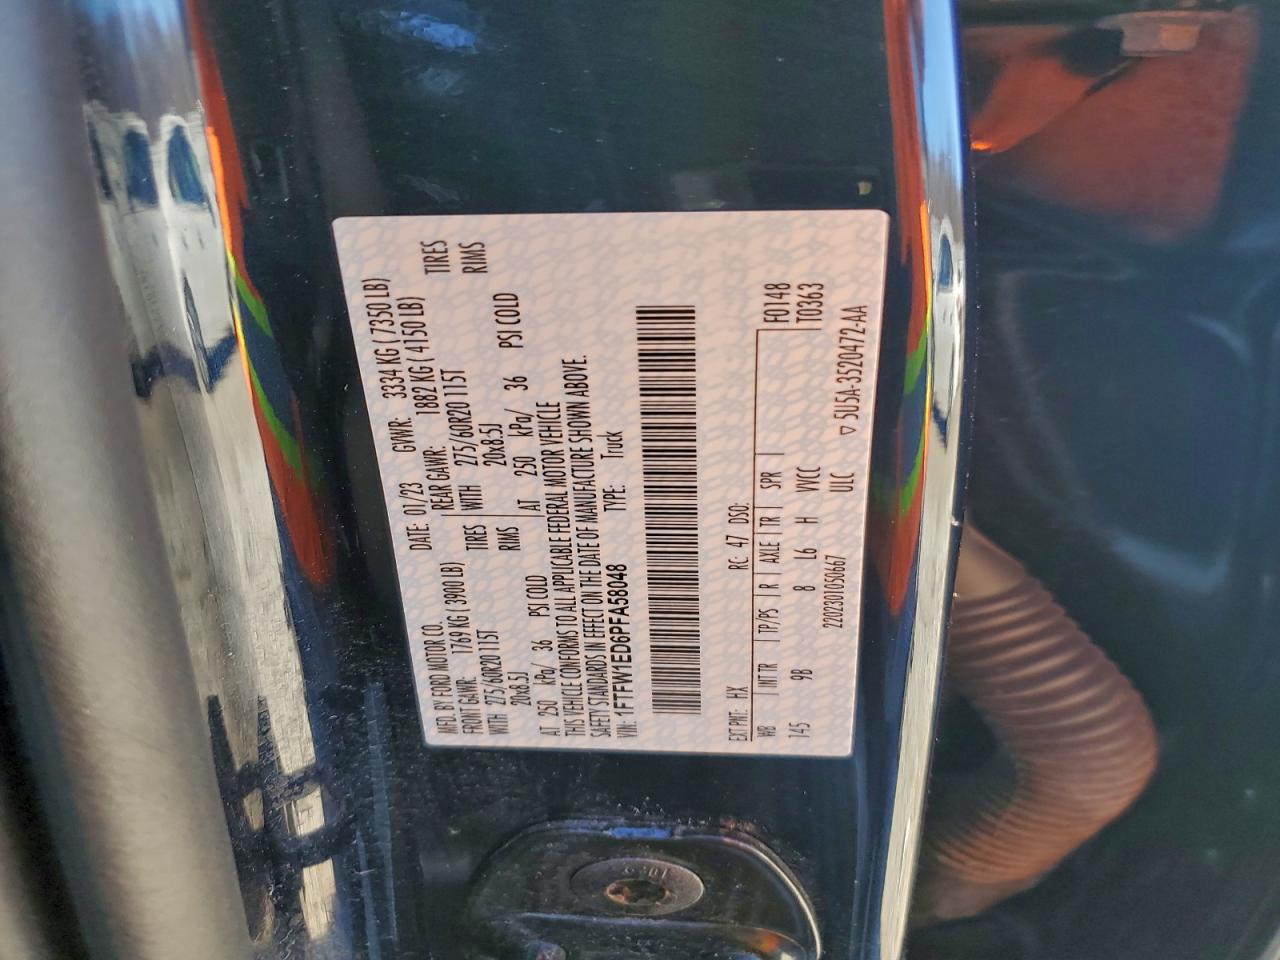 MFD. BY FORD MOTOR CO.
DATE: 01/23 GVWR: 3334 KG ( 7350 LB)
FRONT GAWR: 1769 KG ( 3900 LB) REAR GAWR: 1882 KG ( 4150 LB)
WITH 275/60R20 115T TIRES WITH 275/60R20 115T TIRES
20x8.5J RIMS 20x8.5J RIMS
AT 250 kPa/ 36 PSI COLD AT 250 kPa/ 36 PSI COLD
THIS VEHICLE CONFORMS TO ALL APPLICABLE FEDERAL MOTOR VEHICLE
SAFETY STANDARDS IN EFFECT ON THE DATE OF MANUFACTURE SHOWN ABOVE.
VIN: 1FTFW1ED6PFA58048 TYPE: Truck
EXT PNT: HX RC: 47 DSO: F0148
WB INT TR TP/PS R AXLE TR SPR T0363
145 9B 8 L6 H VVCC
▽ 5U5A-3520472-AA
2202301050667 ULC